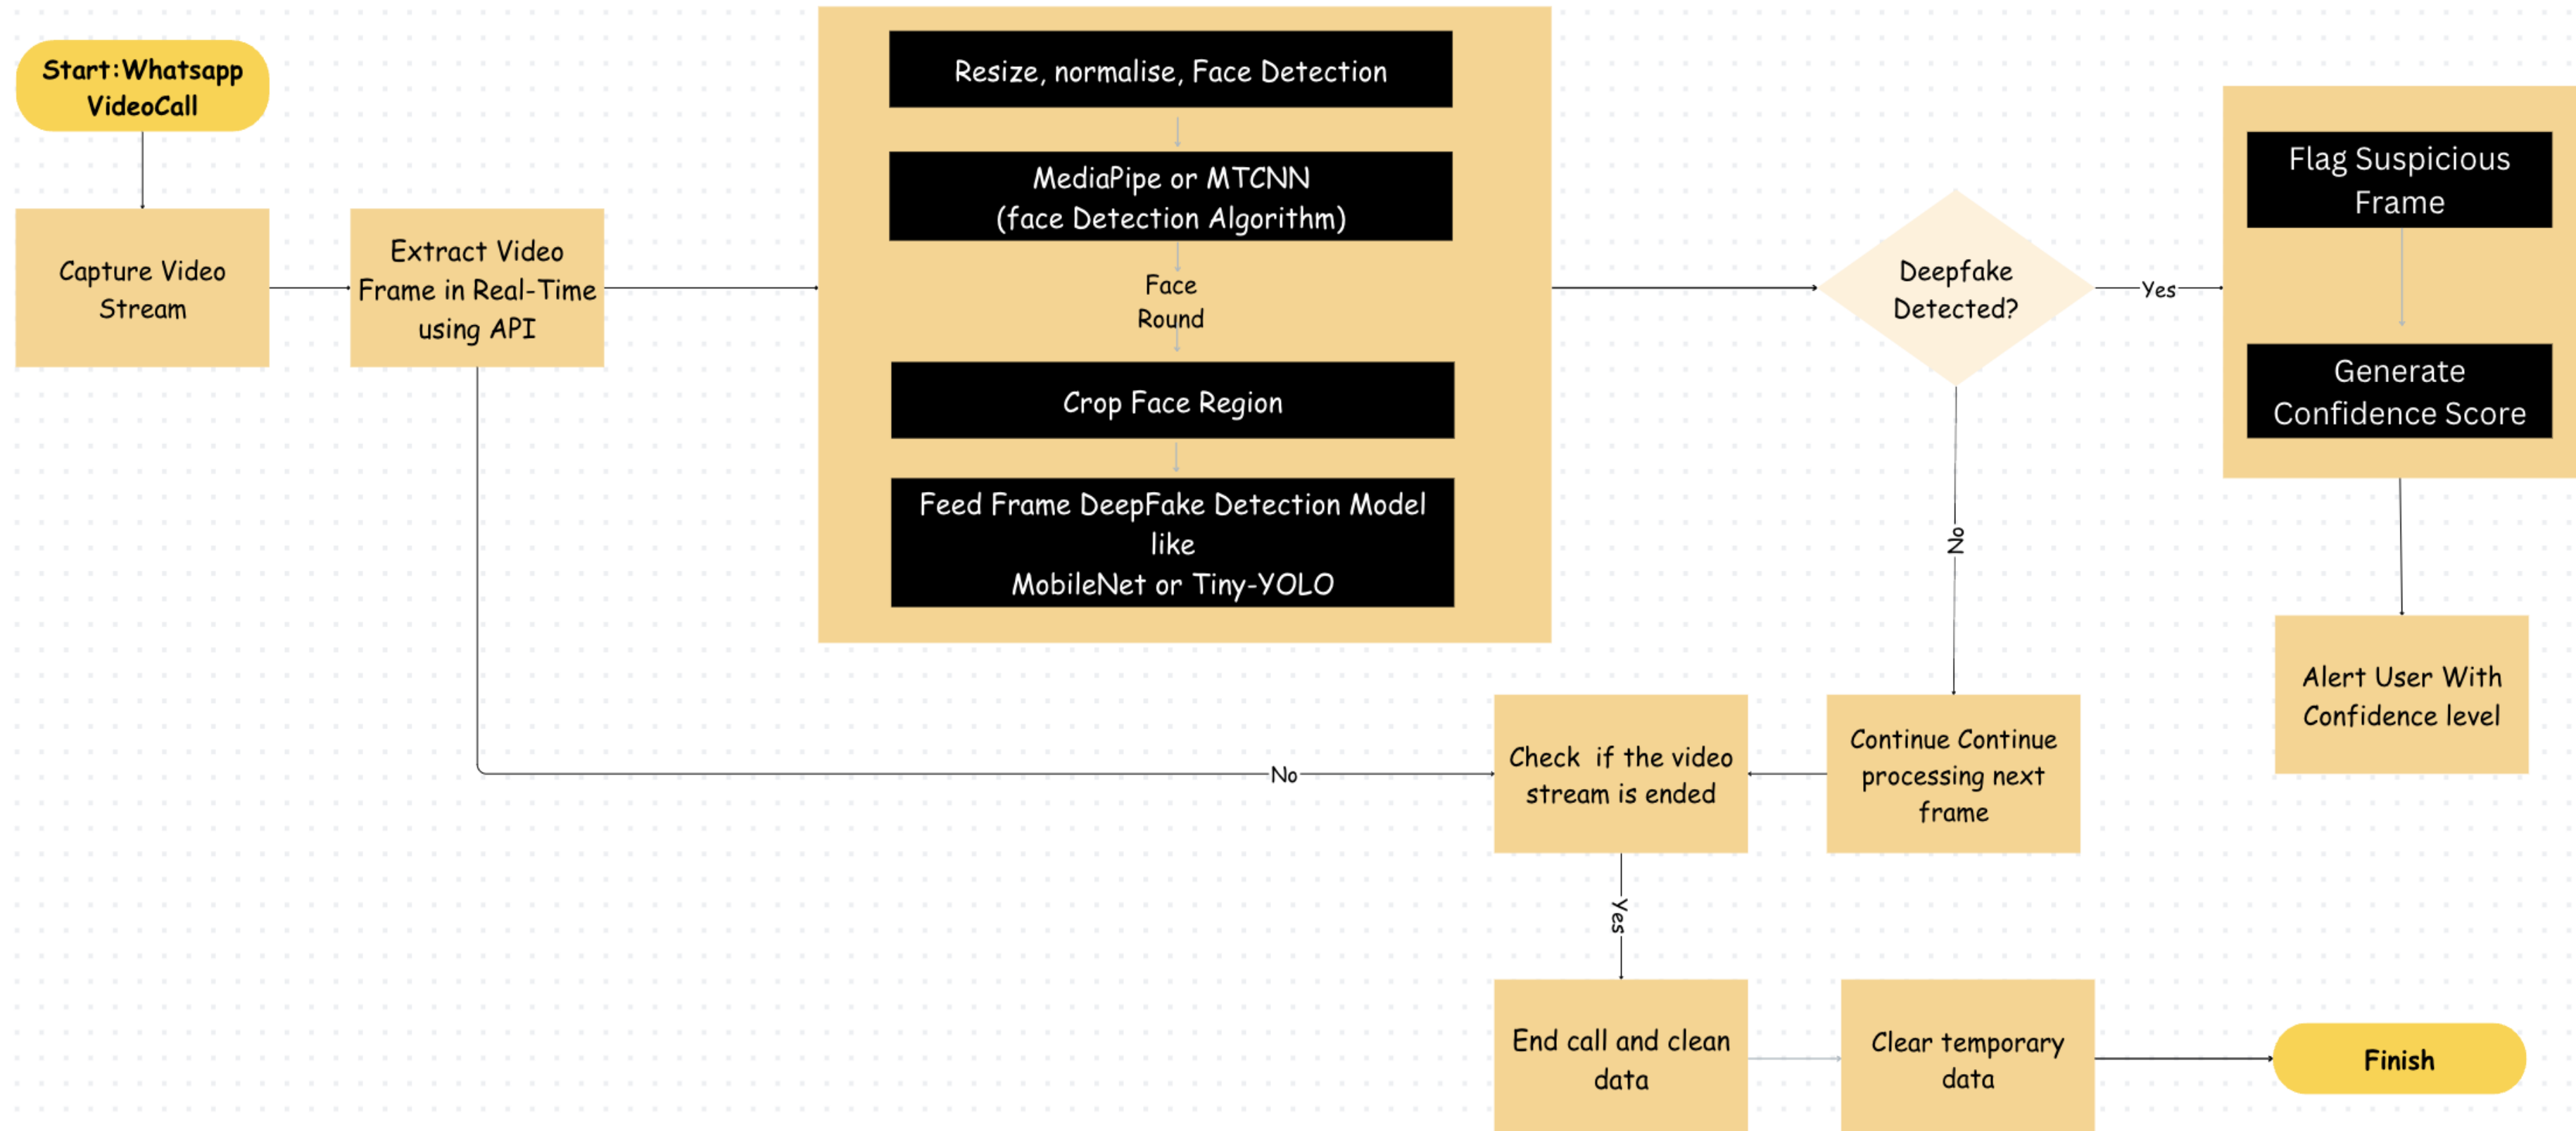 Start:Whatsapp
VideoCall
Capture Video
Stream
Extract Video
Frame in Real-Time
using API
Resize, normalise, Face Detection
MediaPipe or MTCNN
(face Detection Algorithm)
Face
Round
Crop Face Region
Feed Frame DeepFake Detection Model
like
MobileNet or Tiny-YOLO
Deepfake
Detected?
Yes
Flag Suspicious
Frame
Generate
Confidence Score
No
Alert User With
Confidence level
Continue Continue
processing next
frame
Check if the video
stream is ended
No
Yes
End call and clean
data
Clear temporary
data
Finish